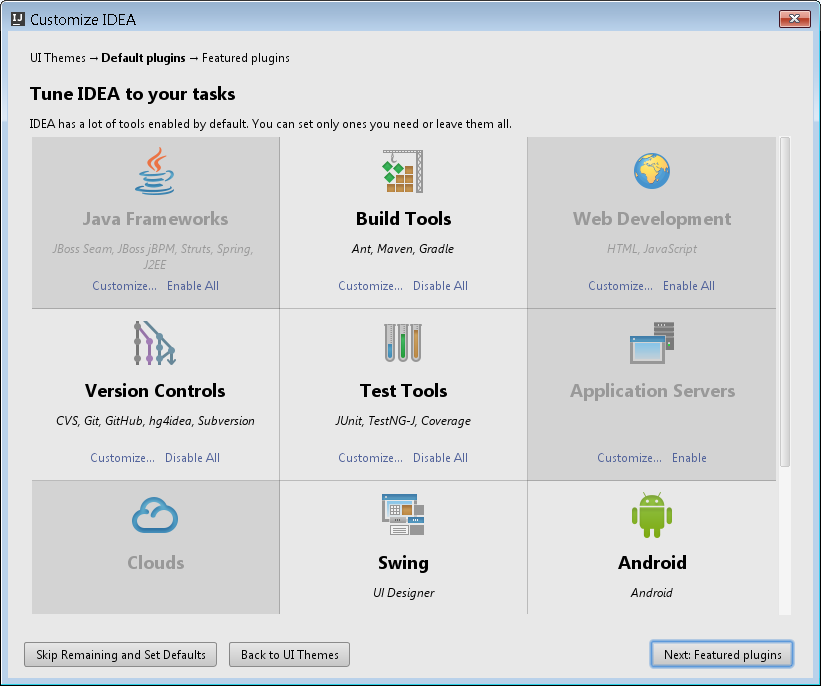 IJ Customize IDEA
UI Themes → Default plugins → Featured plugins
Tune IDEA to your tasks
IDEA has a lot of tools enabled by default. You can set only ones you need or leave them all.
Java Frameworks
JBoss Seam, JBoss jBPM, Struts, Spring,
J2EE
Customize... Enable All
Build Tools
Ant, Maven, Gradle
Customize... Disable All
Web Development
HTML, JavaScript
Customize... Enable All
Version Controls
CVS, Git, GitHub, hg4idea, Subversion
Customize... Disable All
Test Tools
JUnit, TestNG-J, Coverage
Customize... Disable All
Application Servers
Customize... Enable
Clouds
Swing
UI Designer
Android
Android
Skip Remaining and Set Defaults
Back to UI Themes
Next: Featured plugins